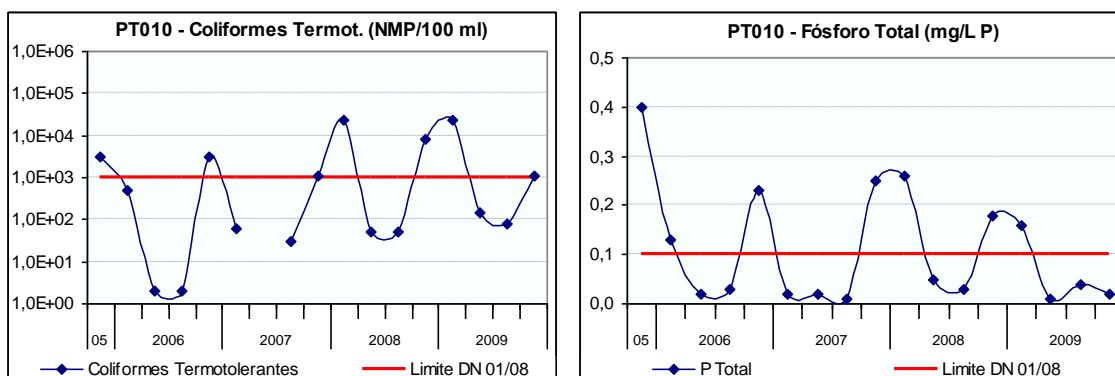 PT010 - Coliformes Termot. (NMP/100 ml)
1,0E+06
1,0E+05
1,0E+04
1,0E+03
1,0E+02
1,0E+01
1,0E+00
05 2006 2007 2008 2009
Coliformes Termotolerantes Limite DN 01/08
PT010 - Fósforo Total (mg/L P)
0,5
0,4
0,3
0,2
0,1
0,0
05 2006 2007 2008 2009
P Total Limite DN 01/08